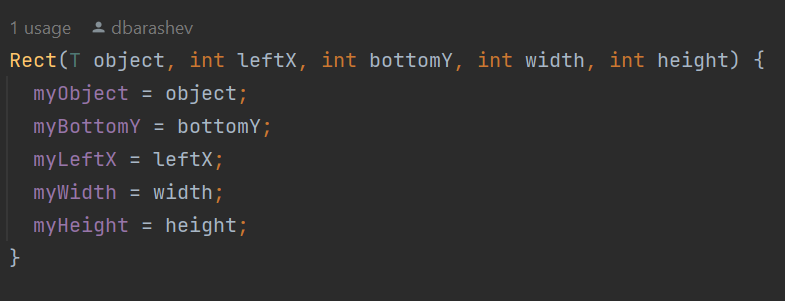 1 usage dbarashev
Rect(T object, int leftX, int bottomY, int width, int height) {
myObject = object;
myBottomY = bottomY;
myLeftX = leftX;
myWidth = width;
myHeight = height;
}